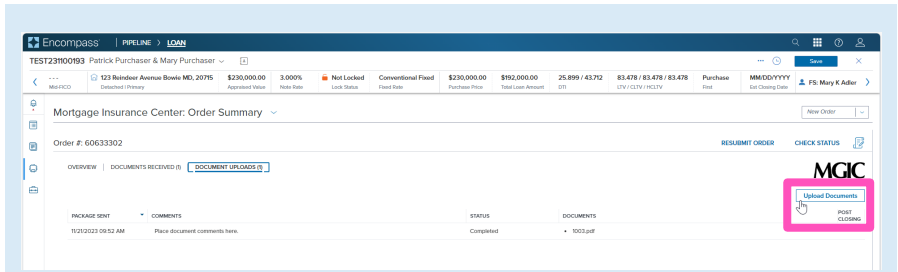 Encompass® | PIPELINE > LOAN
TEST231100193 Patrick Purchaser & Mary Purchaser
Save
--- 123 Reindeer Avenue Bowie MD, 20715 $230,000.00 3.000% Not Locked Conventional Fixed $230,000.00 $192,000.00 25.899 / 43.712 83.478 / 83.478 / 83.478 Purchase MM/DD/YYYY FS: Mary K Adler
Mid-FICO Detached / Primary Appraised Value Note Rate Lock Status Fixed Rate Purchase Price Total Loan Amount DTI LTV / CLTV / HCLTV First Est Closing Date
Mortgage Insurance Center: Order Summary
New Order
Order #: 60633302 RESUBMIT ORDER CHECK STATUS
OVERVIEW | DOCUMENTS RECEIVED (1) DOCUMENT UPLOADS (1)
MGIC
Upload Documents
PACKAGE SENT COMMENTS STATUS DOCUMENTS POST CLOSING
11/21/2023 09:52 AM Place document comments here. Completed • 1003.pdf